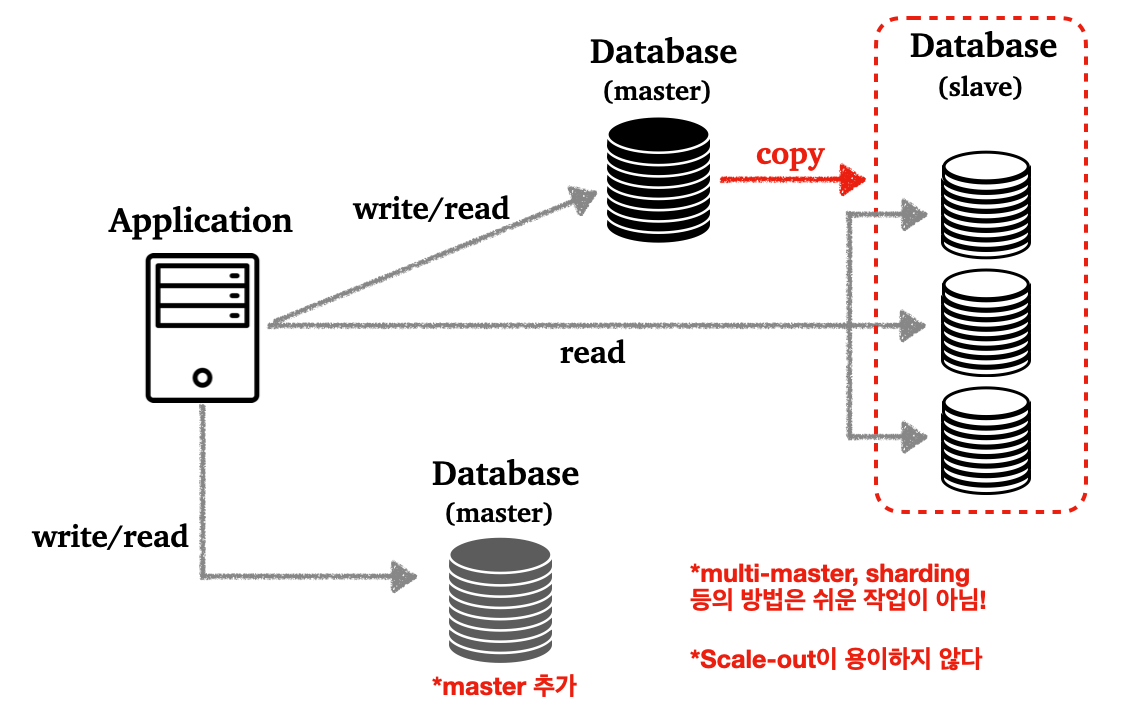 Database
(master)
Database
(slave)
copy
write/read
Application
read
Database
(master)
write/read
*multi-master, sharding
등의 방법은 쉬운 작업이 아님!
*Scale-out이 용이하지 않다
*master 추가